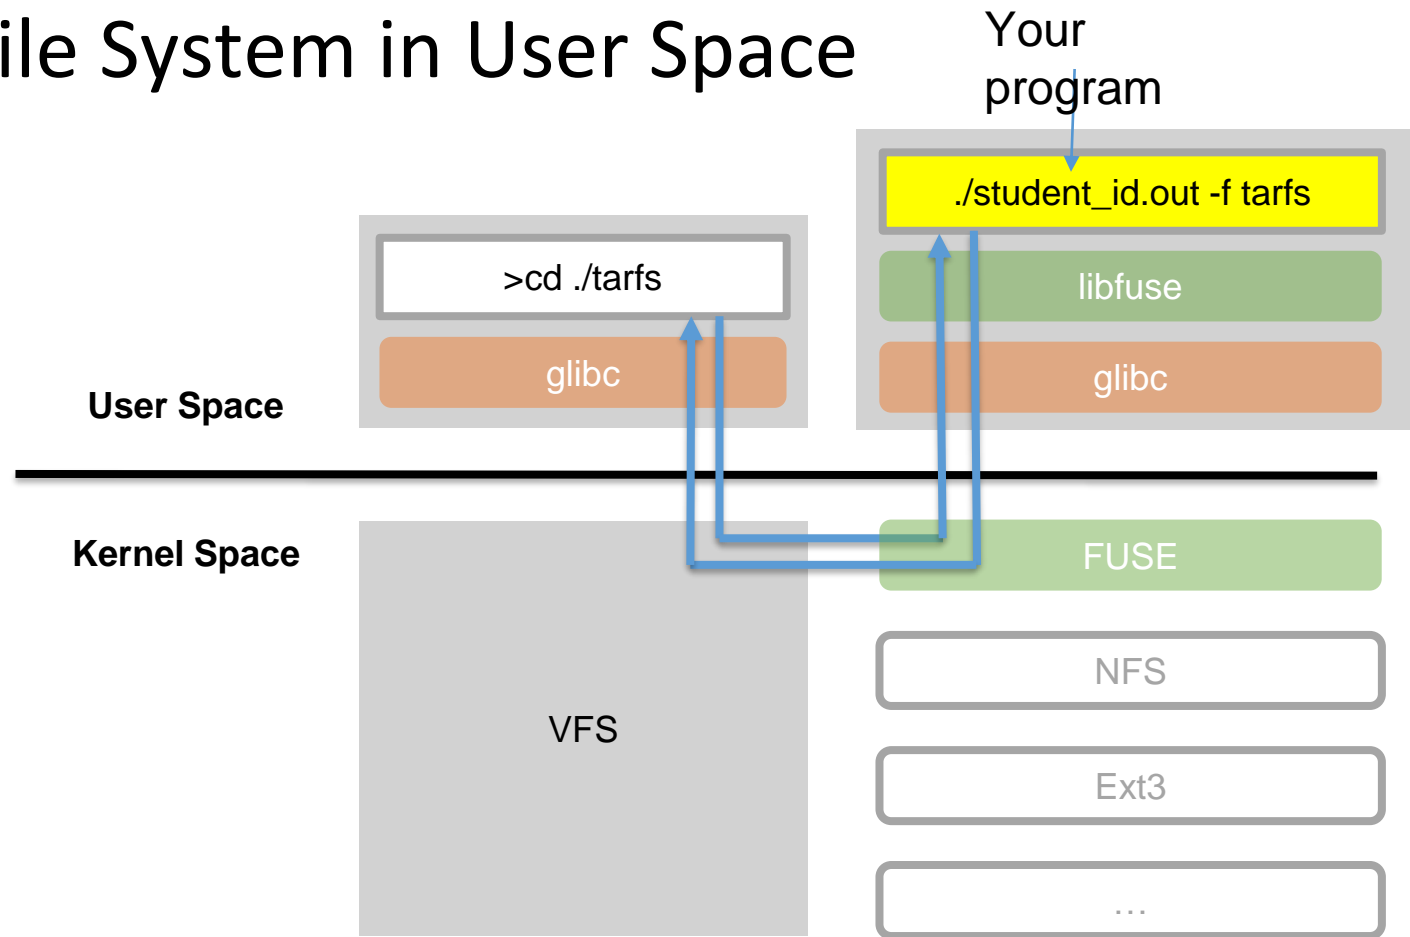 ile System in User Space
Your
program
./student_id.out -f tarfs
>cd ./tarfs
libfuse
glibc
glibc
User Space
Kernel Space
FUSE
NFS
VFS
Ext3
…